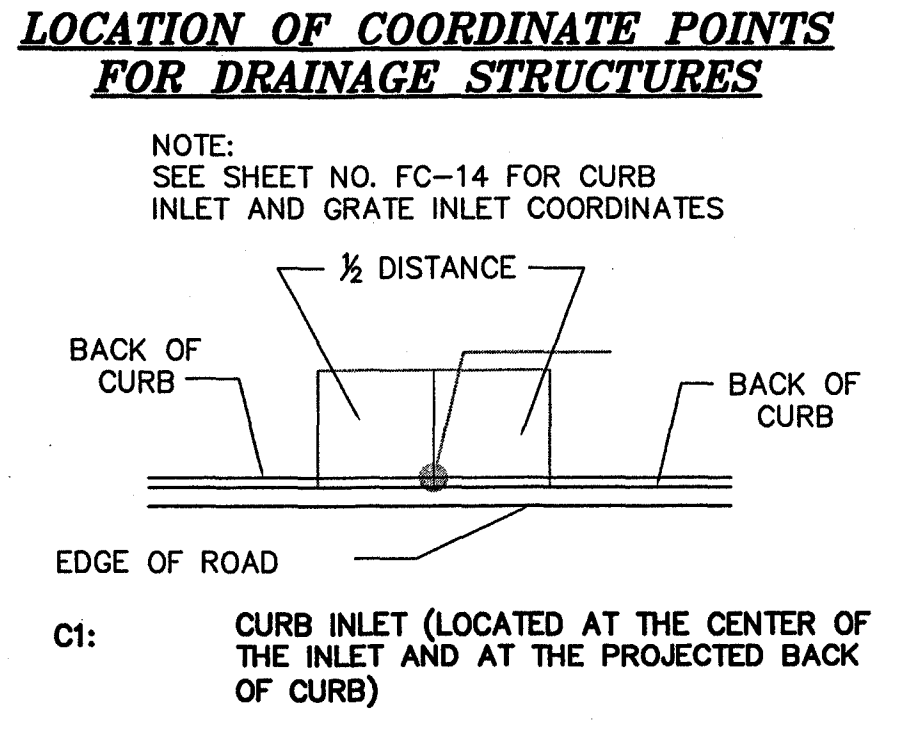 LOCATION OF COORDINATE POINTS
FOR DRAINAGE STRUCTURES
NOTE:
SEE SHEET NO. FC-14 FOR CURB
INLET AND GRATE INLET COORDINATES
½ DISTANCE
BACK OF
CURB
BACK OF
CURB
EDGE OF ROAD
C1:
CURB INLET (LOCATED AT THE CENTER OF
THE INLET AND AT THE PROJECTED BACK
OF CURB)